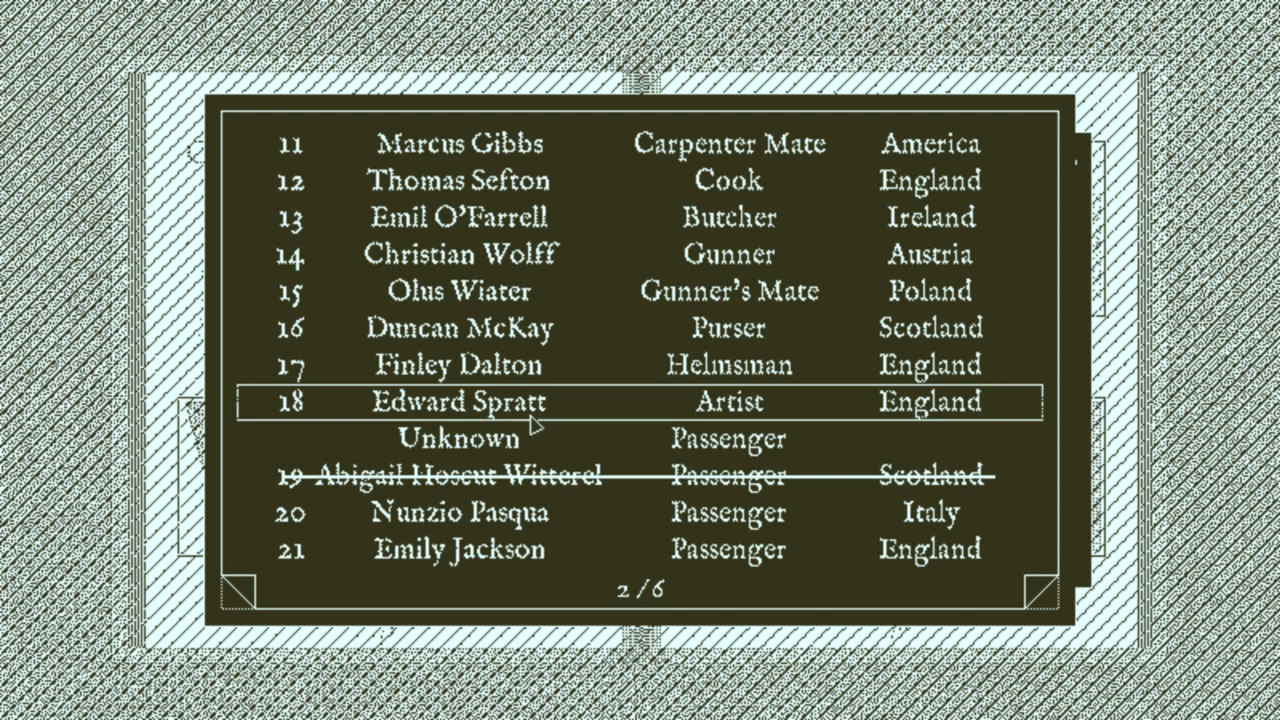 11 Marcus Gibbs Carpenter Mate America
12 Thomas Sefton Cook England
13 Emil O'Farrell Butcher Ireland
14 Christian Wolff Gunner Austria
15 Olus Wiater Gunner's Mate Poland
16 Duncan McKay Purser Scotland
17 Finley Dalton Helmsman England
18 Edward Spratt Artist England
Unknown Passenger
19 Abigail Hoscut Witterel Passenger Scotland
20 Nunzio Pasqua Passenger Italy
21 Emily Jackson Passenger England
2/6